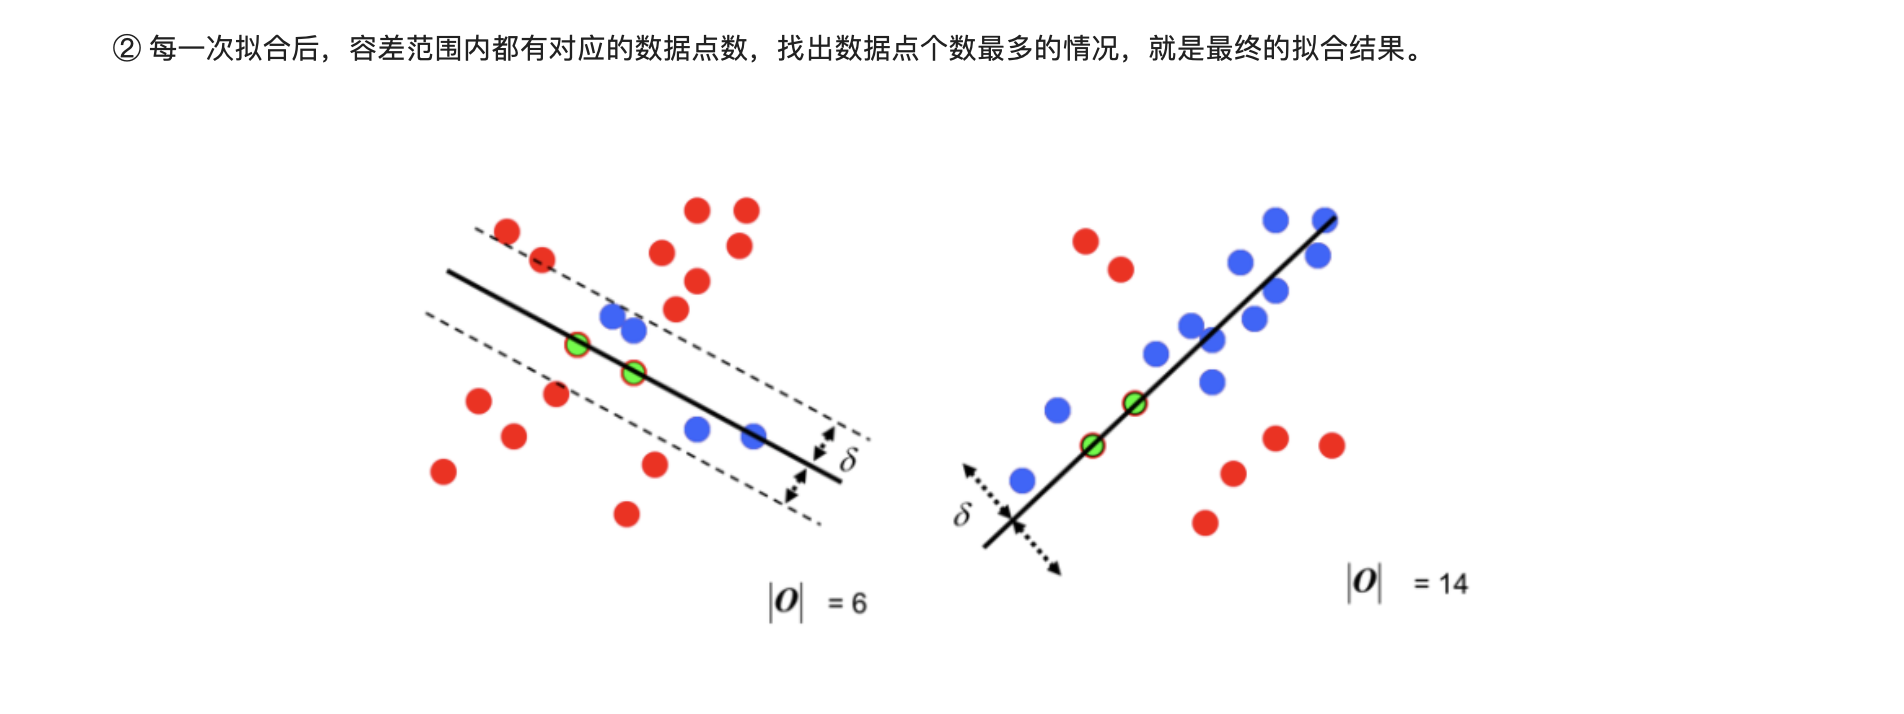 ② 每一次拟合后，容差范围内都有对应的数据点数，找出数据点个数最多的情况，就是最终的拟合结果。
δ
δ
|O| = 6
|O| = 14